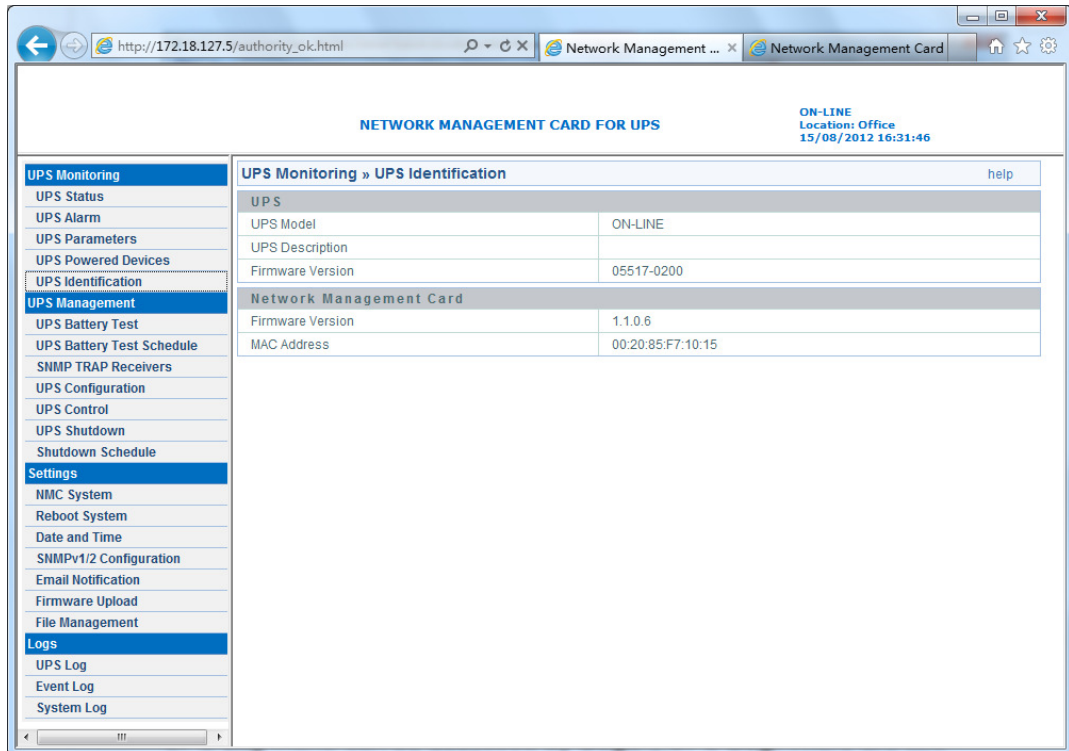 http://172.18.127.5/authority_ok.html
Network Management ...
Network Management Card
NETWORK MANAGEMENT CARD FOR UPS
ON-LINE
Location: Office
15/08/2012 16:31:46
UPS Monitoring
UPS Status
UPS Alarm
UPS Parameters
UPS Powered Devices
UPS Identification
UPS Management
UPS Battery Test
UPS Battery Test Schedule
SNMP TRAP Receivers
UPS Configuration
UPS Control
UPS Shutdown
Shutdown Schedule
Settings
NMC System
Reboot System
Date and Time
SNMPv1/2 Configuration
Email Notification
Firmware Upload
File Management
Logs
UPS Log
Event Log
System Log
UPS Monitoring » UPS Identification help
UPS
UPS Model ON-LINE
UPS Description
Firmware Version 05517-0200
Network Management Card
Firmware Version 1.1.0.6
MAC Address 00:20:85:F7:10:15